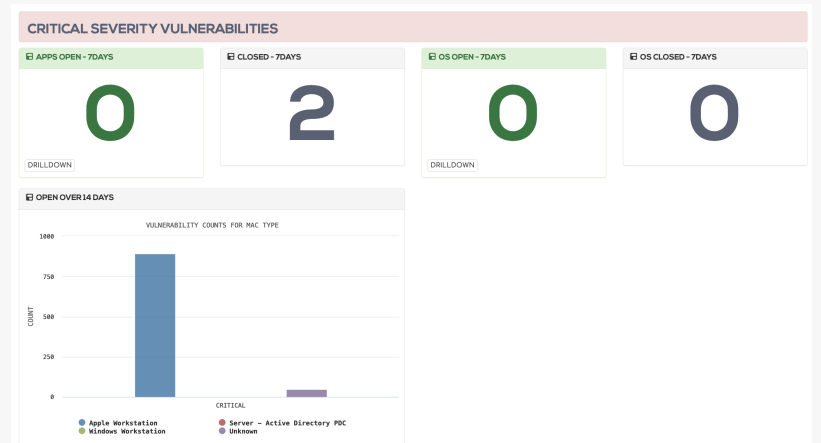 CRITICAL SEVERITY VULNERABILITIES
APPS OPEN - 7DAYS
0
DRILLDOWN
CLOSED - 7DAYS
2
OS OPEN - 7DAYS
0
DRILLDOWN
OS CLOSED - 7DAYS
0
OPEN OVER 14 DAYS
VULNERABILITY COUNTS FOR MAC TYPE
1000
750
500
250
0
COUNT
CRITICAL
Apple Workstation
Server - Active Directory PDC
Windows Workstation
Unknown